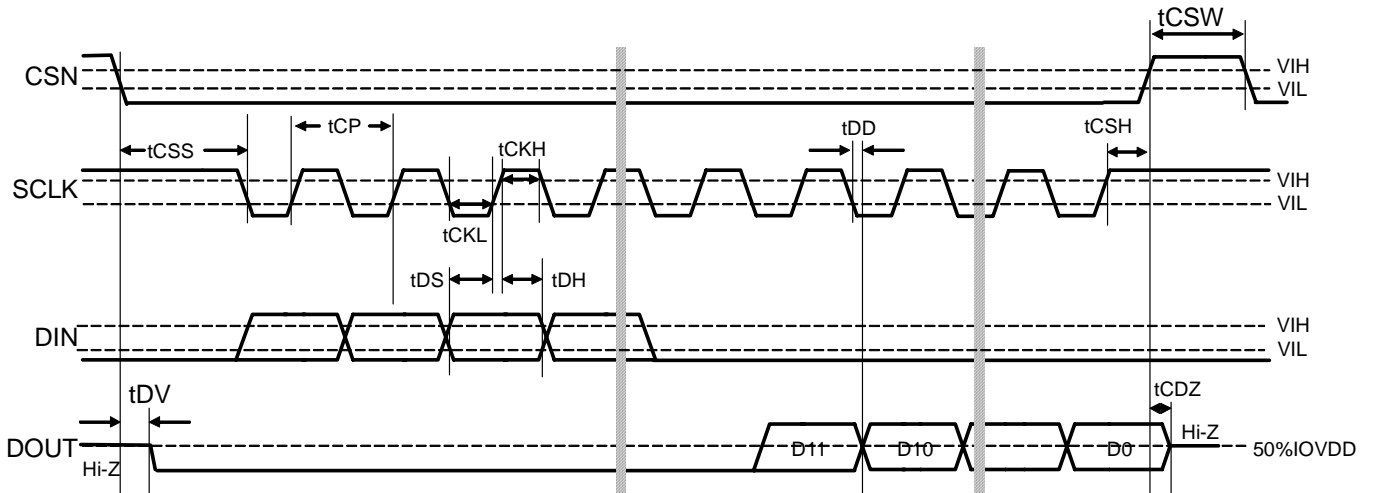 tCSW
CSN
VIH
VIL
tCP
tDD
tCSH
tCSS
tCKH
SCLK
VIH
VIL
tCKL
tDS
tDH
DIN
VIH
VIL
tDV
tCDZ
DOUT
Hi-Z
D11
D10
D0
Hi-Z
50%IOVDD